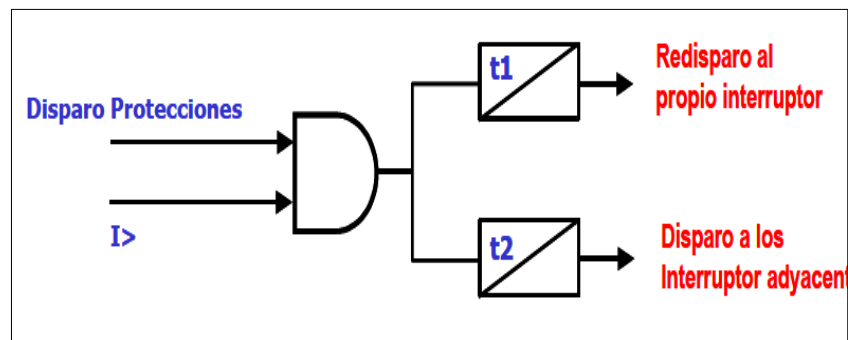 Disparo Protecciones
I>
t1
Redisparo al
propio interruptor
t2
Disparo a los
Interruptor adyacent